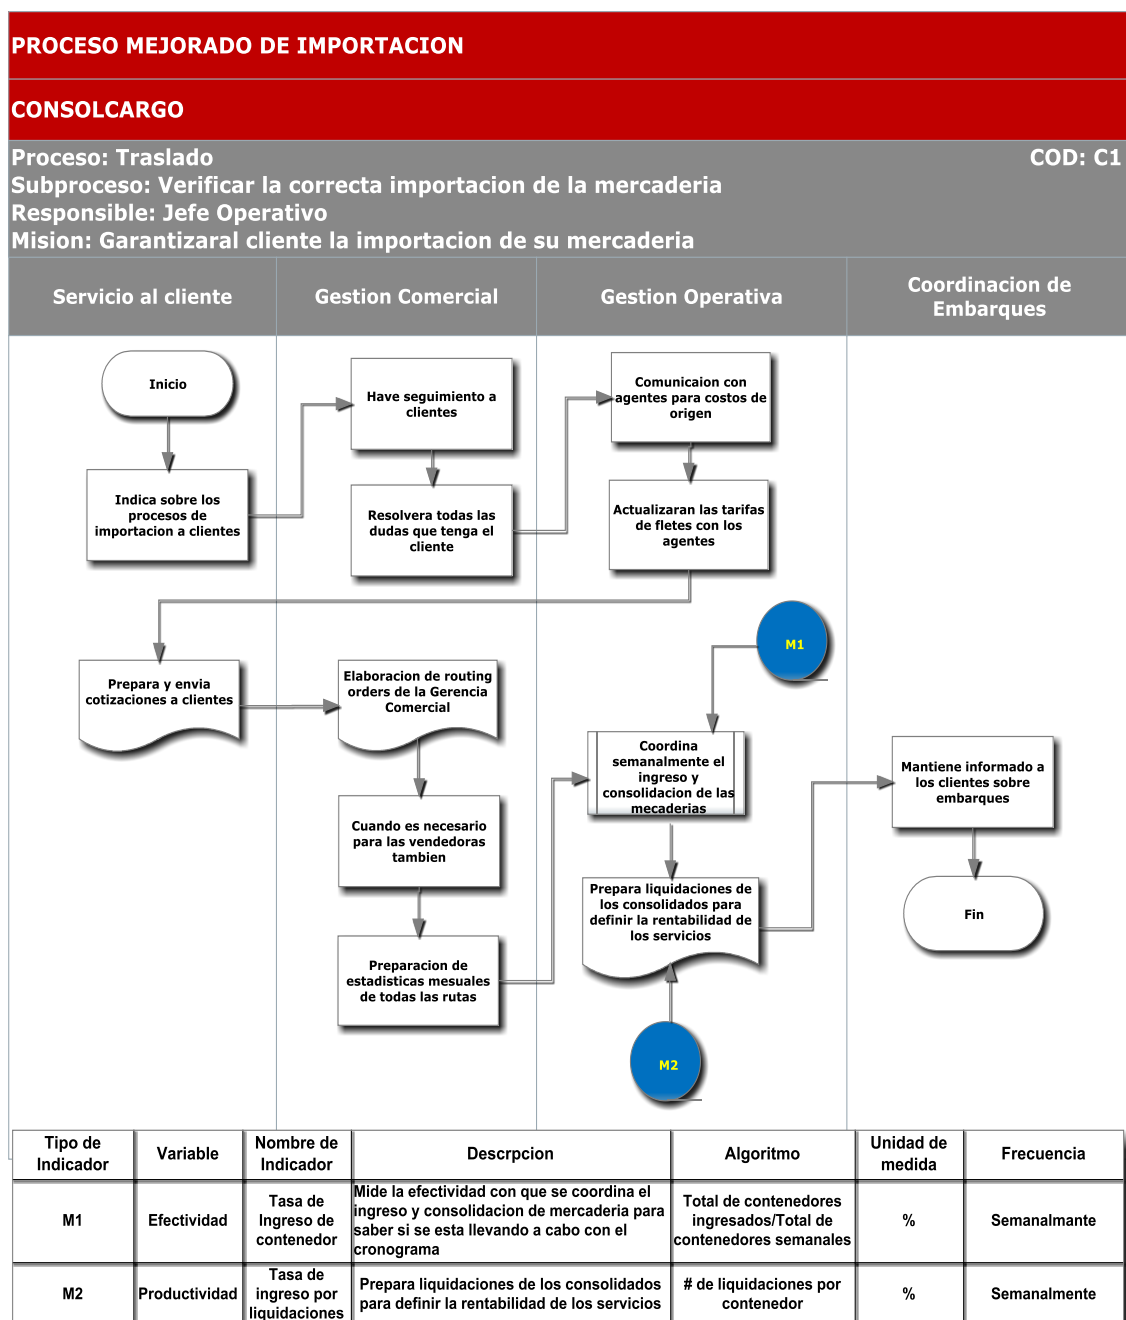 PROCESO MEJORADO DE IMPORTACION
CONSOLCARGO
Proceso: Traslado COD: C1
Subproceso: Verificar la correcta importacion de la mercaderia
Responsible: Jefe Operativo
Mision: Garantizaral cliente la importacion de su mercaderia
Servicio al cliente
Gestion Comercial
Gestion Operativa
Coordinacion de
Embarques
Inicio
Indica sobre los
procesos de
importacion a clientes
Have seguimiento a
clientes
Resolvera todas las
dudas que tenga el
cliente
Comunicaion con
agentes para costos de
origen
Actualizaran las tarifas
de fletes con los
agentes
Prepara y envia
cotizaciones a clientes
Elaboracion de routing
orders de la Gerencia
Comercial
Cuando es necesario
para las vendedoras
tambien
Preparacion de
estadisticas mesuales
de todas las rutas
M1
Coordina
semanalmente el
ingreso y
consolidacion de las
mecaderias
Prepara liquidaciones de
los consolidados para
definir la rentabilidad de
los servicios
M2
Mantiene informado a
los clientes sobre
embarques
Fin
Tipo de
Indicador
Variable
Nombre de
Indicador
Descrpcion
Algoritmo
Unidad de
medida
Frecuencia
M1
Efectividad
Tasa de
Ingreso de
contenedor
Mide la efectividad con que se coordina el
ingreso y consolidacion de mercaderia para
saber si se esta llevando a cabo con el
cronograma
Total de contenedores
ingresados/Total de
contenedores semanales
%
Semanalmante
M2
Productividad
Tasa de
ingreso por
liquidaciones
Prepara liquidaciones de los consolidados
para definir la rentabilidad de los servicios
# de liquidaciones por
contenedor
%
Semanalmente